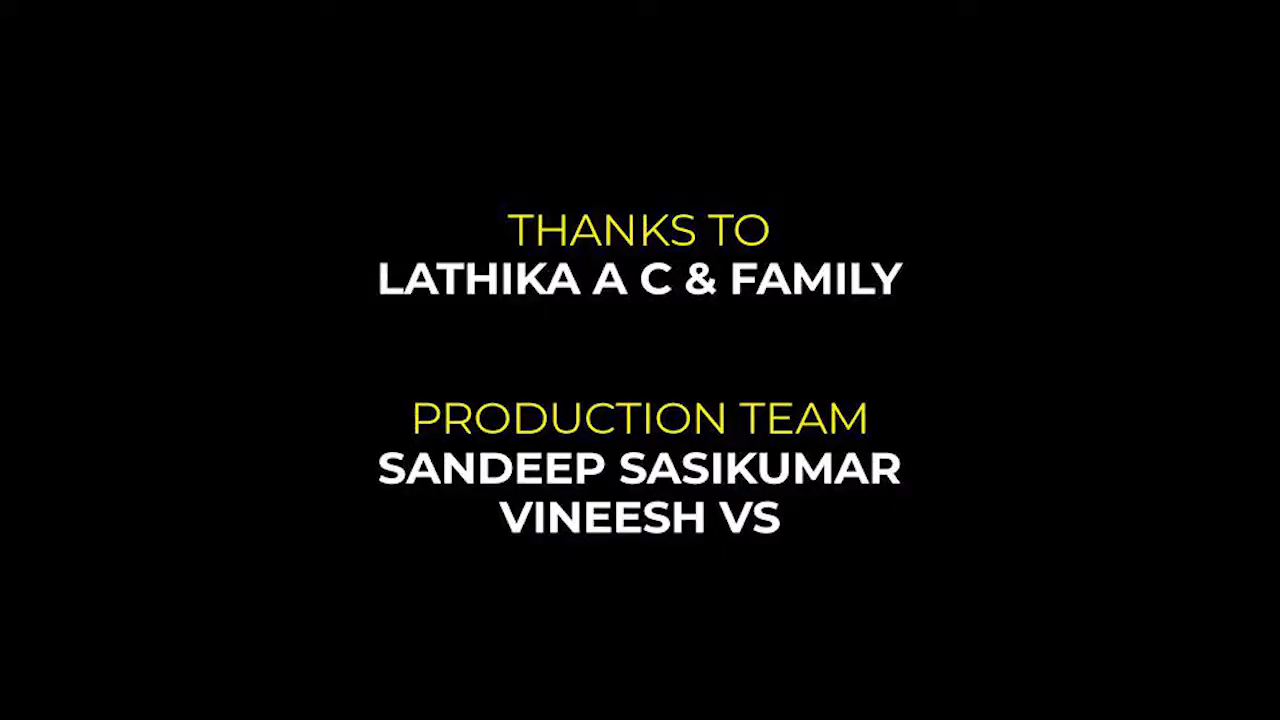 THANKS TO
LATHIKA A C & FAMILY
PRODUCTION TEAM
SANDEEP SASIKUMAR
VINEESH VS